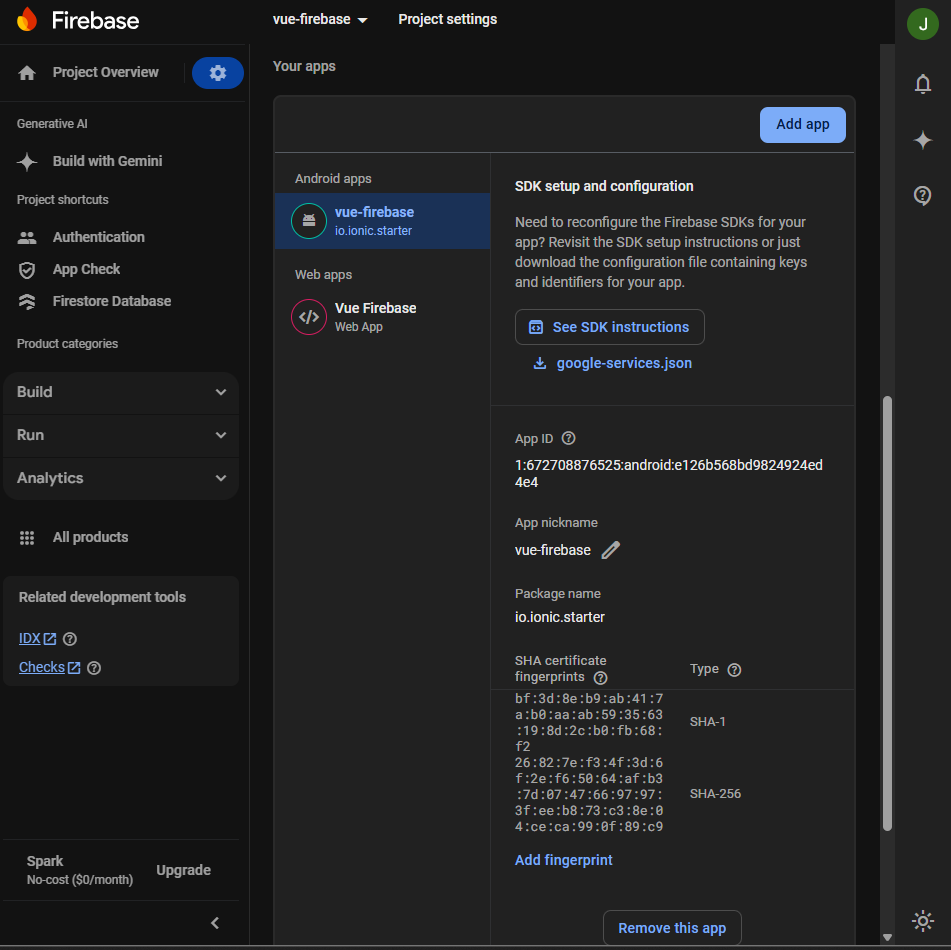 Firebase
vue-firebase
Project settings
J
Project Overview
Generative AI
Build with Gemini
Project shortcuts
Authentication
App Check
Firestore Database
Product categories
Build
Run
Analytics
All products
Related development tools
IDX
Checks
Spark
No-cost ($0/month)
Upgrade
Your apps
Add app
Android apps
vue-firebase
io.ionic.starter
Web apps
Vue Firebase
Web App
SDK setup and configuration
Need to reconfigure the Firebase SDKs for your
app? Revisit the SDK setup instructions or just
download the configuration file containing keys
and identifiers for your app.
See SDK instructions
google-services.json
App ID
1:672708876525:android:e126b568bd9824924ed
4e4
App nickname
vue-firebase
Package name
io.ionic.starter
SHA certificate
fingerprints
Type
bf:3d:8e:b9:ab:41:7
a:b0:aa:ab:59:35:63
:19:8d:2c:b0:fb:68:
f2
SHA-1
26:82:7e:f3:4f:3d:6
f:2e:f6:50:64:af:b3
:7d:07:47:66:97:97:
3f:ee:b8:73:c3:8e:0
4:ce:ca:99:0f:89:c9
SHA-256
Add fingerprint
Remove this app